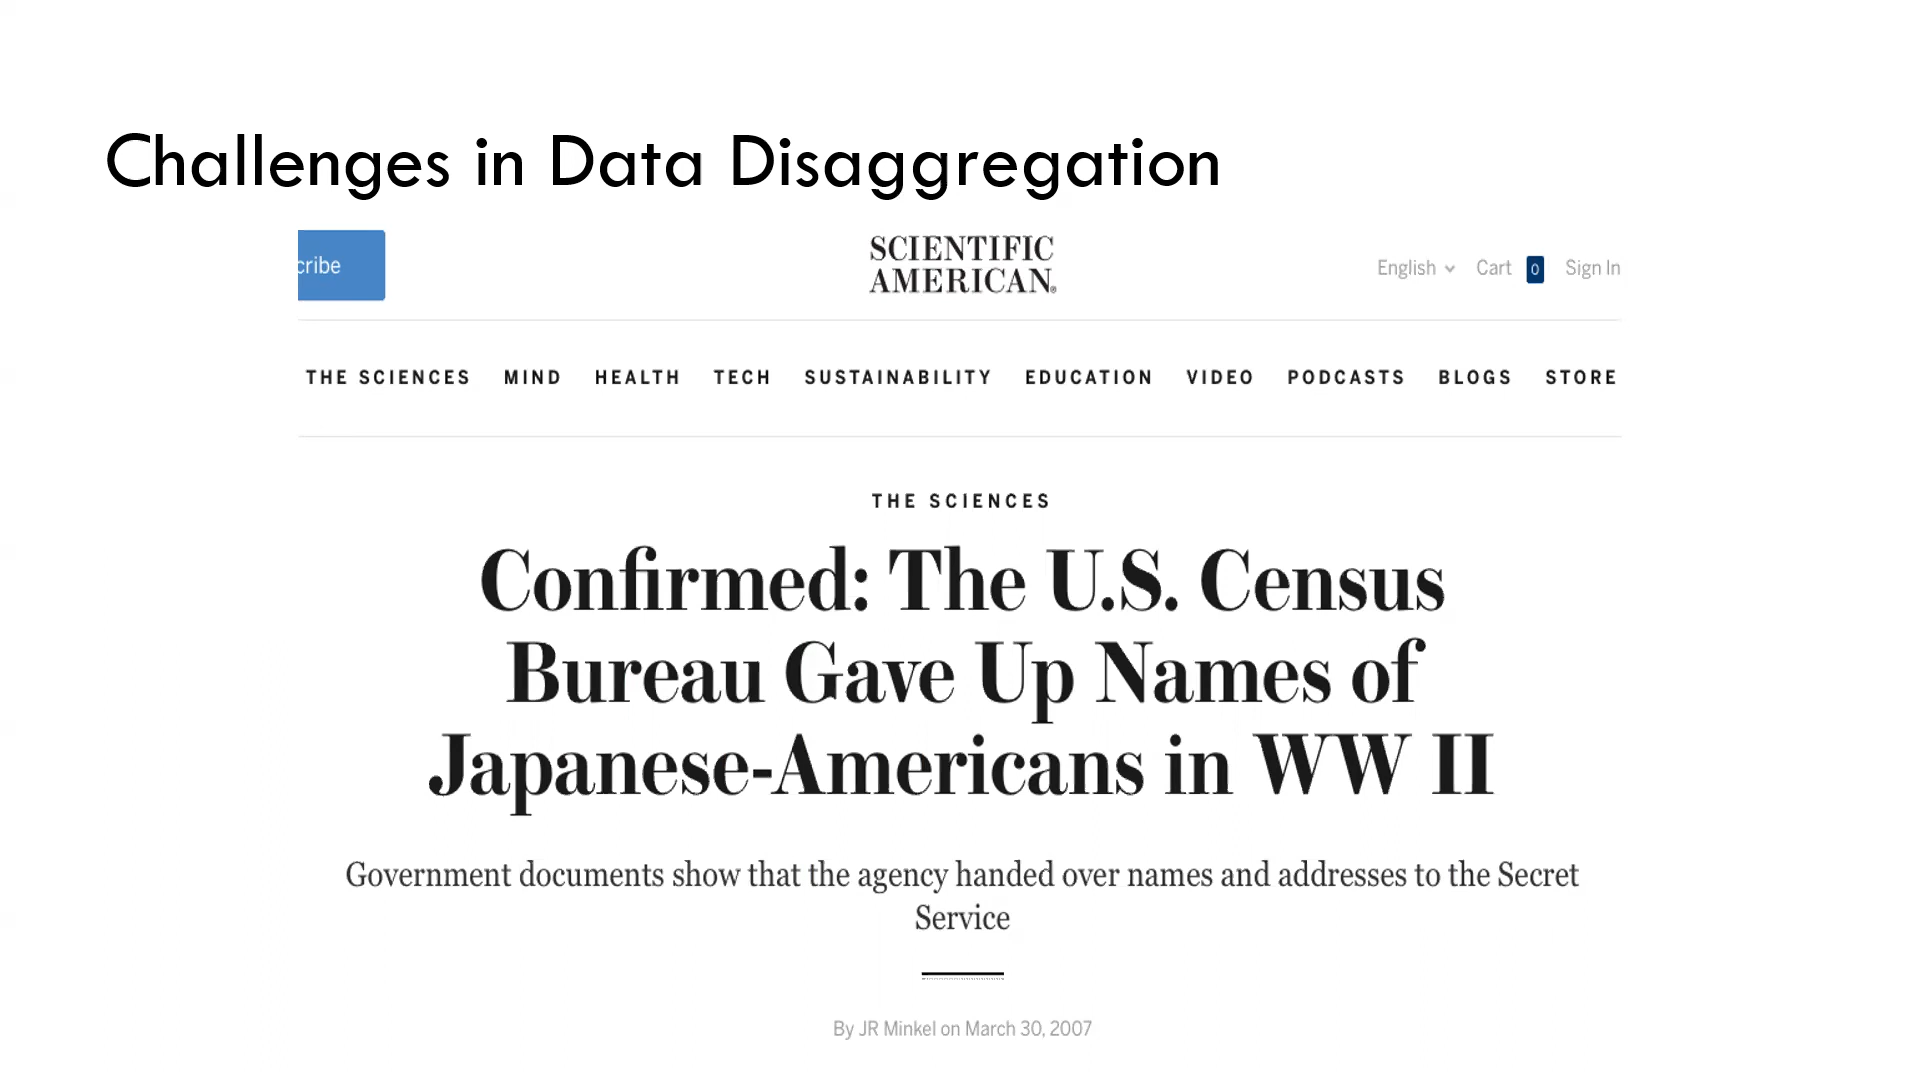 Challenges in Data Disaggregation
cribe
SCIENTIFIC
AMERICAN®
English Cart 0 Sign In
THE SCIENCES MIND HEALTH TECH SUSTAINABILITY EDUCATION VIDEO PODCASTS BLOGS STORE
THE SCIENCES
Confirmed: The U.S. Census
Bureau Gave Up Names of
Japanese-Americans in WW II
Government documents show that the agency handed over names and addresses to the Secret
Service
By JR Minkel on March 30, 2007